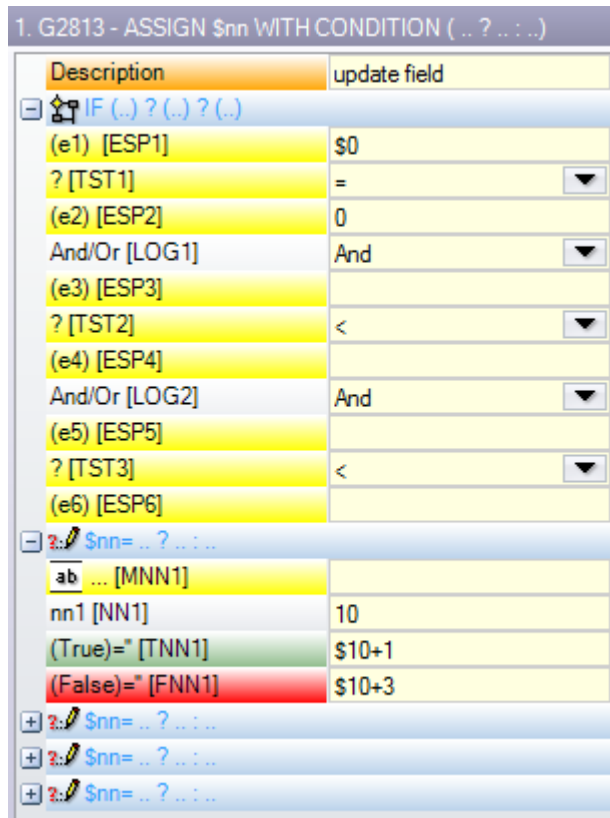 1. G2813 - ASSIGN $nn WITH CONDITION ( .. ? .. : ..)
Description update field
IF (..) ? (..) ? (..)
(e1) [ESP1] $0
? [TST1] =
(e2) [ESP2] 0
And/Or [LOG1] And
(e3) [ESP3]
? [TST2] <
(e4) [ESP4]
And/Or [LOG2] And
(e5) [ESP5]
? [TST3] <
(e6) [ESP6]
?: $nn= .. ? .. : ..
ab ... [MNN1]
nn1 [NN1] 10
(True)=" [TNN1] $10+1
(False)=" [FNN1] $10+3
?: $nn= .. ? .. : ..
?: $nn= .. ? .. : ..
?: $nn= .. ? .. : ..